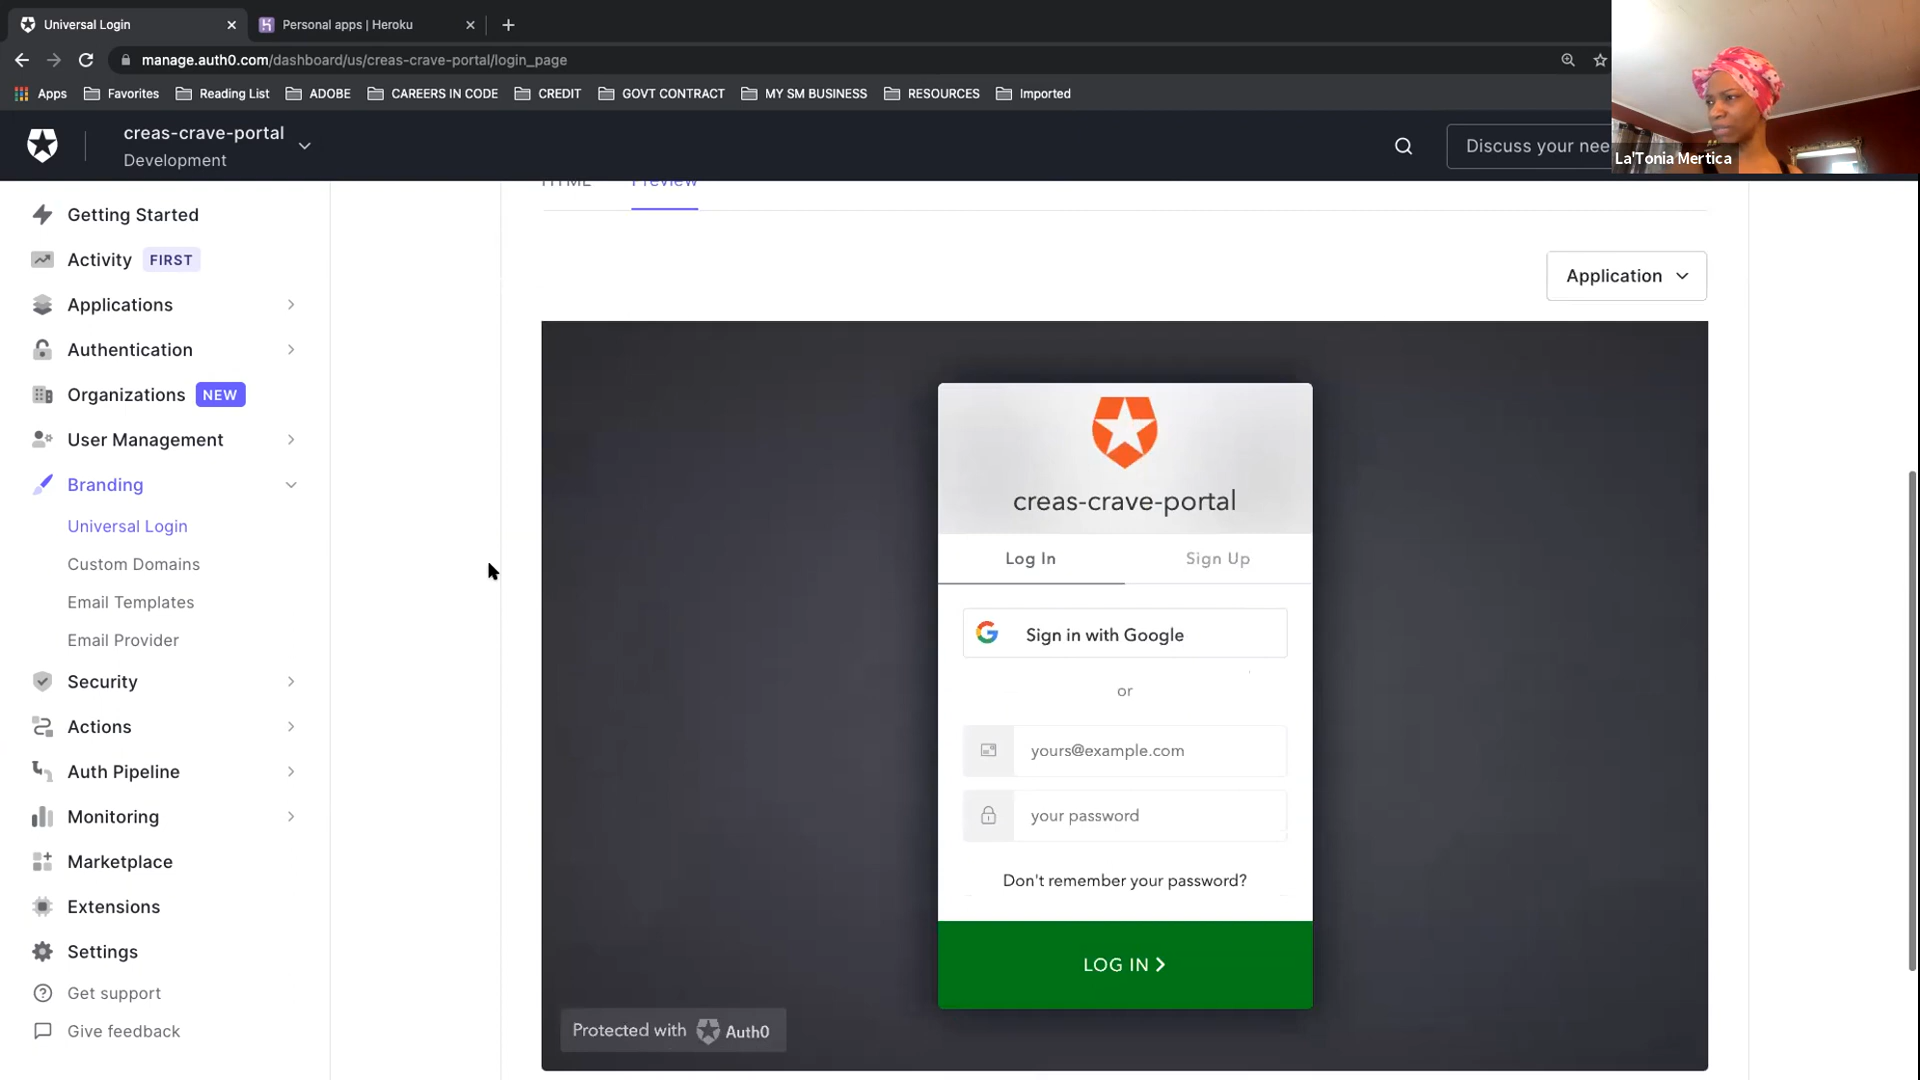 Universal Login
Personal apps | Heroku
manage.auth0.com/dashboard/us/creas-crave-portal/login_page
Apps
Favorites
Reading List
ADOBE
CAREERS IN CODE
CREDIT
GOVT CONTRACT
MY SM BUSINESS
RESOURCES
Imported
La'Tonia Mertica
creas-crave-portal
Development
Discuss your nee
HTML
Preview
Getting Started
Activity FIRST
Applications
Authentication
Organizations NEW
User Management
Branding
Universal Login
Custom Domains
Email Templates
Email Provider
Security
Actions
Auth Pipeline
Monitoring
Marketplace
Extensions
Settings
Get support
Give feedback
Application
creas-crave-portal
Log In
Sign Up
Sign in with Google
or
yours@example.com
your password
Don't remember your password?
LOG IN
Protected with Auth0